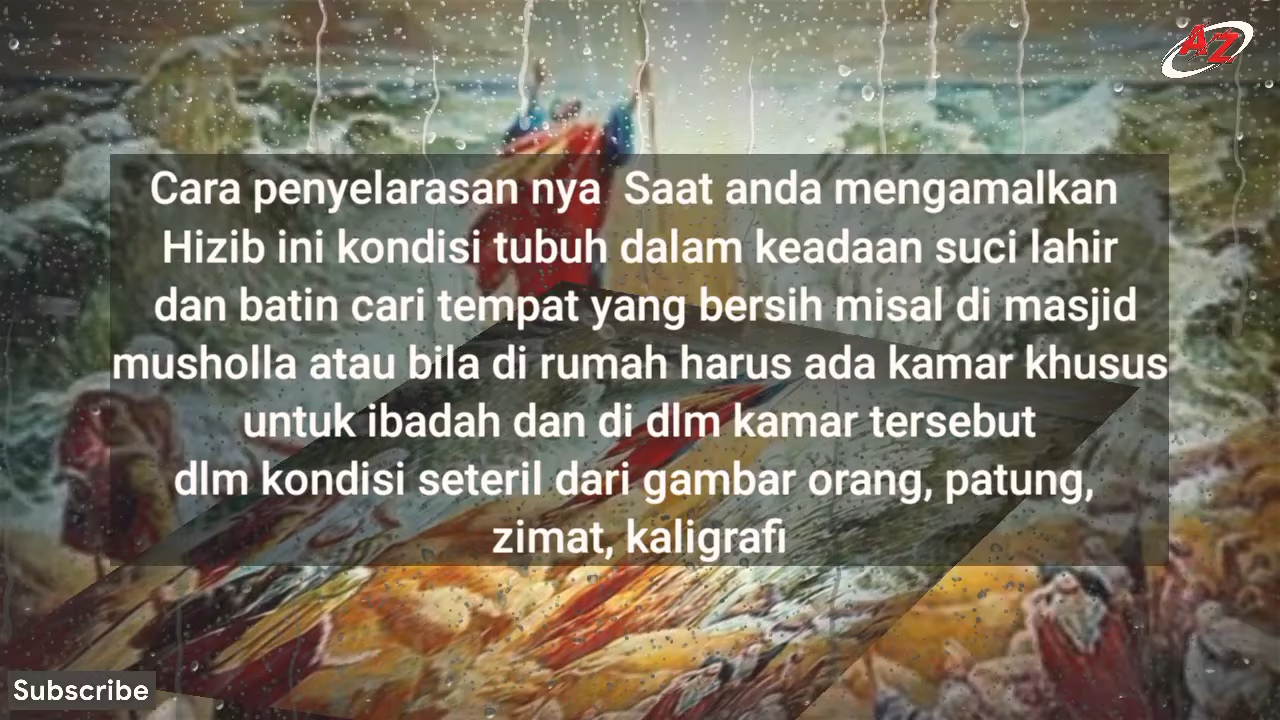 AZ
Cara penyelarasan nya  Saat anda mengamalkan
Hizib ini kondisi tubuh dalam keadaan suci lahir
dan batin cari tempat yang bersih misal di masjid
musholla atau bila di rumah harus ada kamar khusus
untuk ibadah dan di dlm kamar tersebut
dlm kondisi seteril dari gambar orang, patung,
zimat, kaligrafi
Subscribe